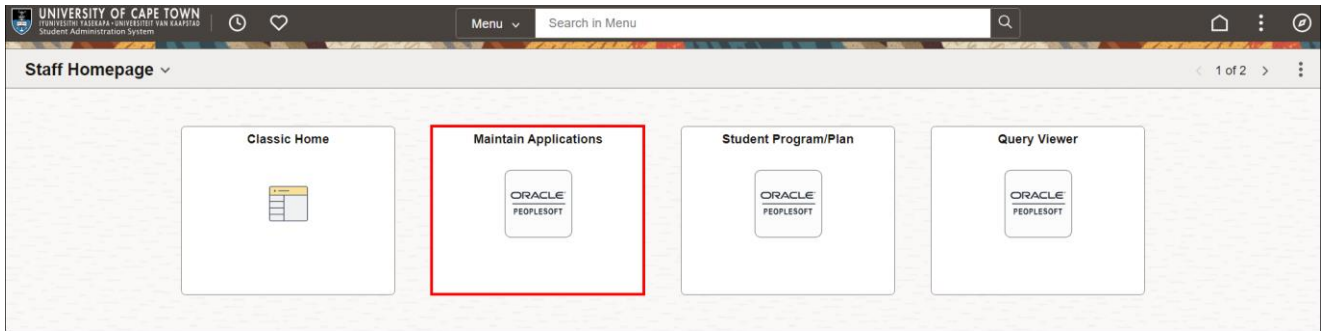 UNIVERSITY OF CAPE TOWN
IYUNIVESITHI YASEKAPA • UNIVERSITEIT VAN KAAPSTAD
Student Administration System
Menu
Search in Menu
Staff Homepage
1 of 2
Classic Home
Maintain Applications
Student Program/Plan
Query Viewer
ORACLE
PEOPLESOFT
ORACLE
PEOPLESOFT
ORACLE
PEOPLESOFT